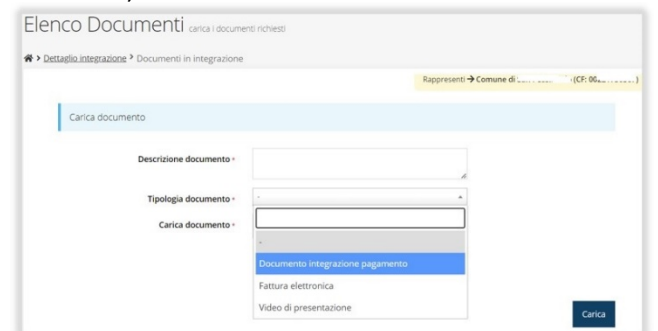 Elenco Documenti carica i documenti richiesti
> Dettaglio integrazione > Documenti in integrazione
Rappresenti → Comune di (CF:
Carica documento
Descrizione documento *
Tipologia documento *
-
Carica documento *
-
Documento integrazione pagamento
Fattura elettronica
Video di presentazione
Carica